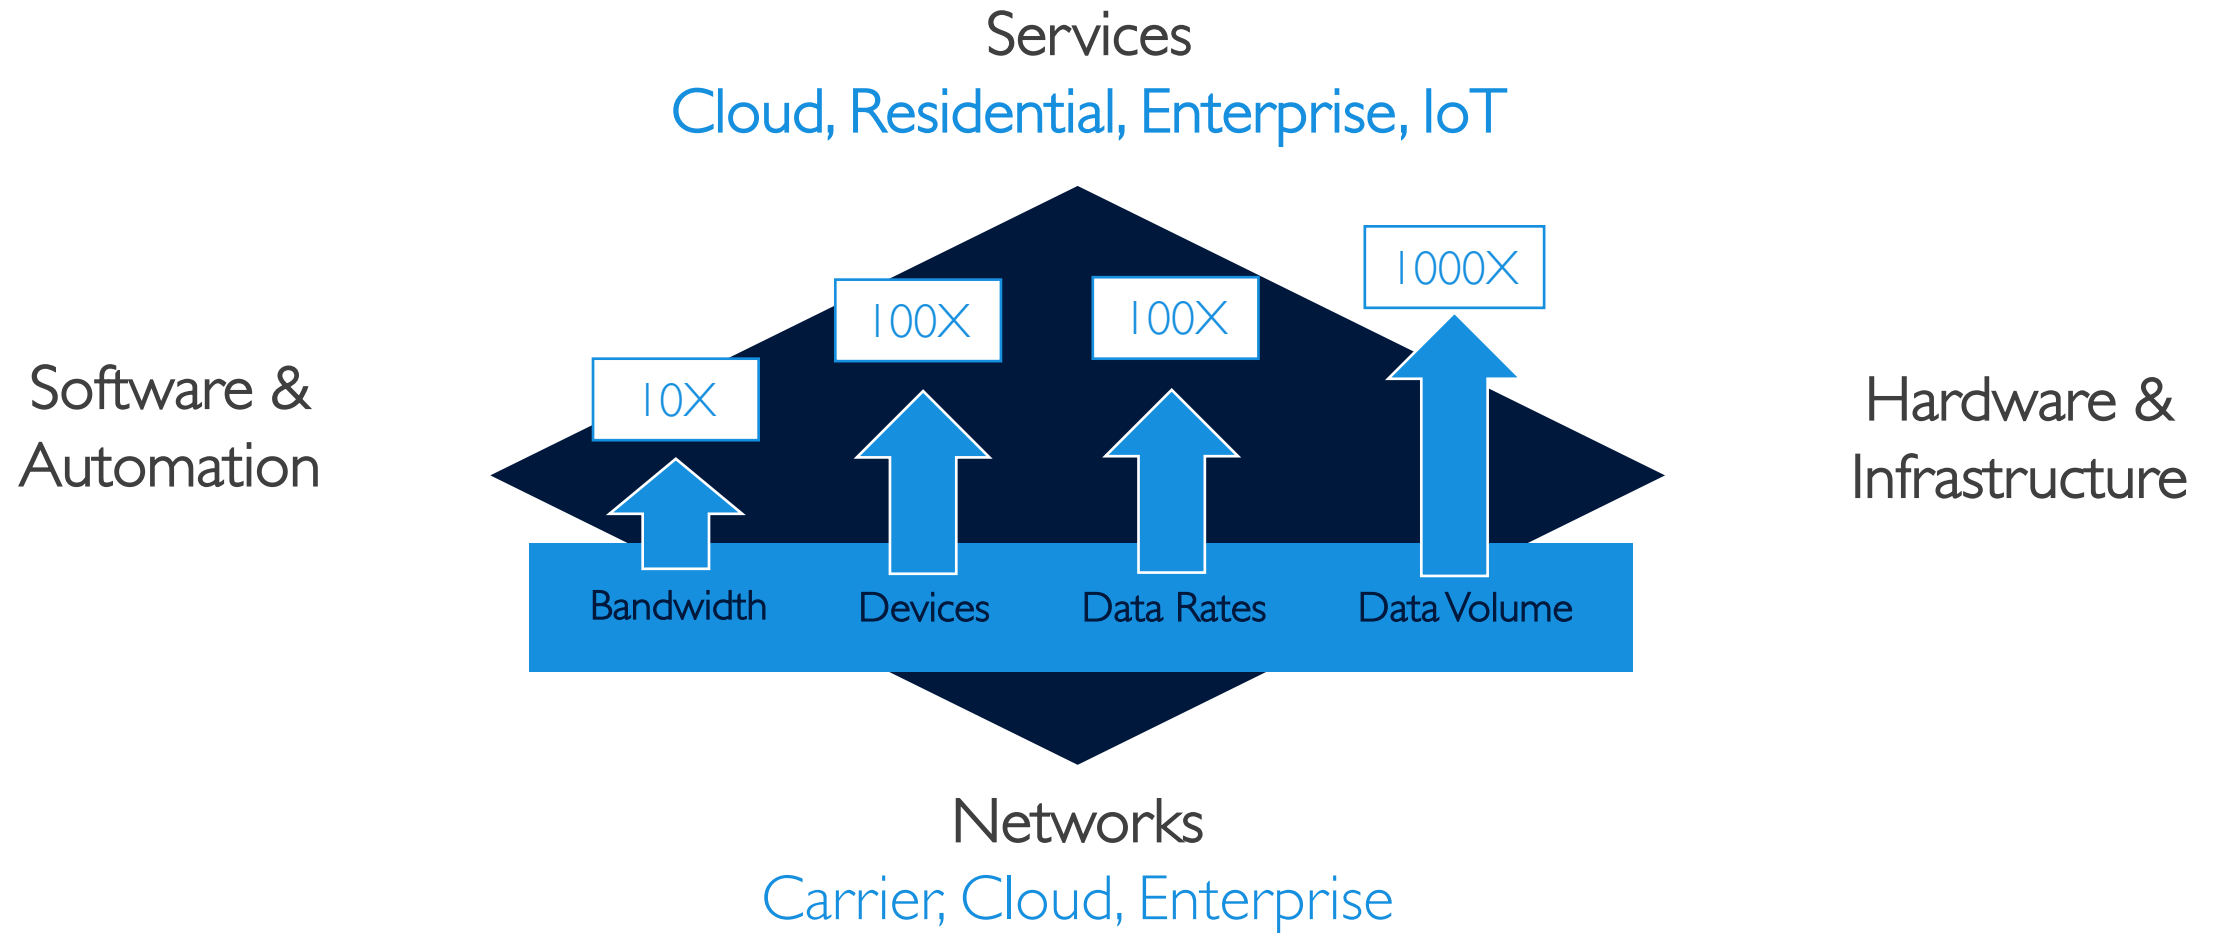 Services
Cloud, Residential, Enterprise, IoT
1000X
100X
100X
10X
Software &
Automation
Hardware &
Infrastructure
Bandwidth
Devices
Data Rates
Data Volume
Networks
Carrier, Cloud, Enterprise